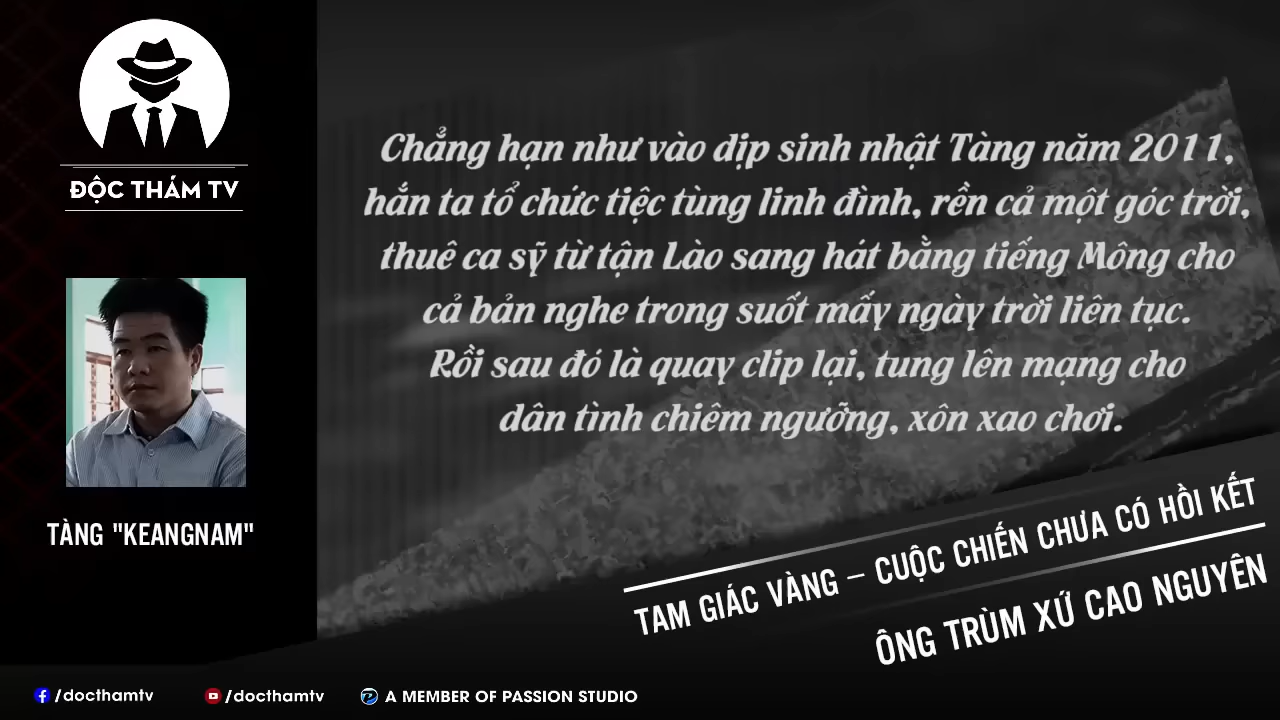 ĐỘC THÁM TV
TÀNG "KEANGNAM"
Chẳng hạn như vào dịp sinh nhật Tàng năm 2011,
hắn ta tổ chức tiệc tùng linh đình, rền cả một góc trời,
thuê ca sỹ từ tận Lào sang hát bằng tiếng Mông cho
cả bản nghe trong suốt mấy ngày trời liên tục.
Rồi sau đó là quay clip lại, tung lên mạng cho
dân tình chiêm ngưỡng, xôn xao chơi.
TAM GIÁC VÀNG – CUỘC CHIẾN CHƯA CÓ HỒI KẾT
ÔNG TRÙM XỨ CAO NGUYÊN
/docthamtv /docthamtv A MEMBER OF PASSION STUDIO